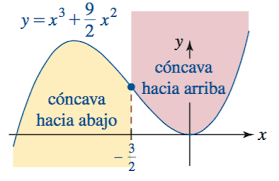 y = x³ + 9/2 x²
y
cóncava
hacia arriba
cóncava
hacia abajo
x
- 3/2